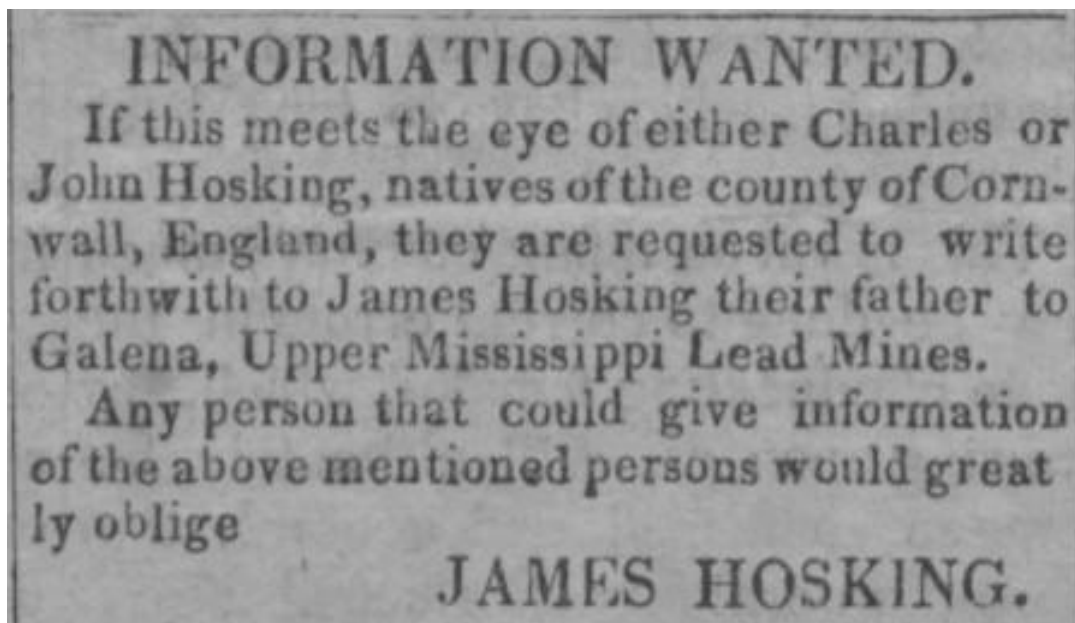 INFORMATION WANTED.
If this meets the eye of either Charles or
John Hosking, natives of the county of Corn-
wall, England, they are requested to write
forthwith to James Hosking their father to
Galena, Upper Mississippi Lead Mines.
Any person that could give information
of the above mentioned persons would great
ly oblige
JAMES HOSKING.